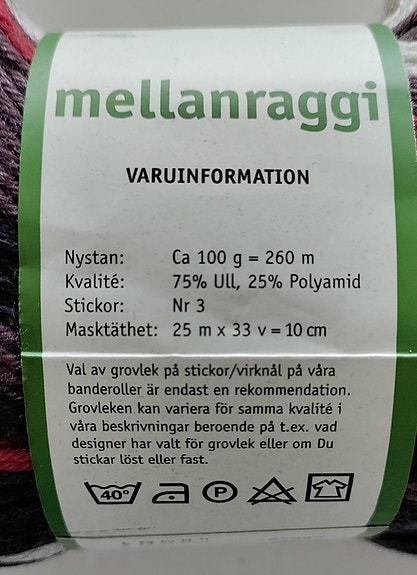 mellanraggi
VARUINFORMATION
Nystan: Ca 100 g = 260 m
Kvalité: 75% Ull, 25% Polyamid
Stickor: Nr 3
Masktäthet: 25 m x 33 v = 10 cm
Val av grovlek på stickor/virknål på våra
banderoller är endast en rekommendation.
Grovleken kan variera för samma kvalité i
våra beskrivningar beroende på t.ex. vad
designer har valt för grovlek eller om Du
stickar löst eller fast.
40° P